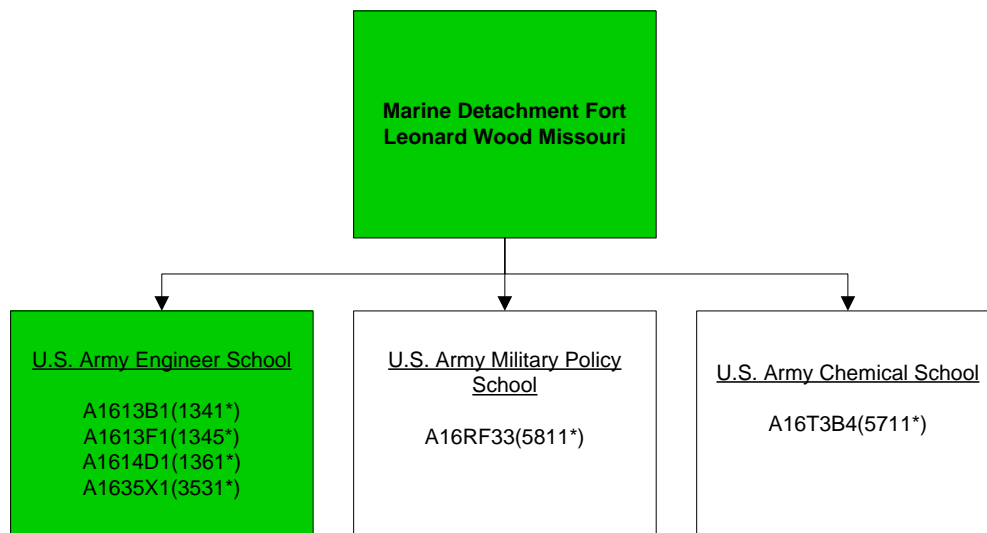 Marine Detachment Fort
Leonard Wood Missouri
U.S. Army Engineer School
A1613B1(1341*)
A1613F1(1345*)
A1614D1(1361*)
A1635X1(3531*)
U.S. Army Military Policy
School
A16RF33(5811*)
U.S. Army Chemical School
A16T3B4(5711*)